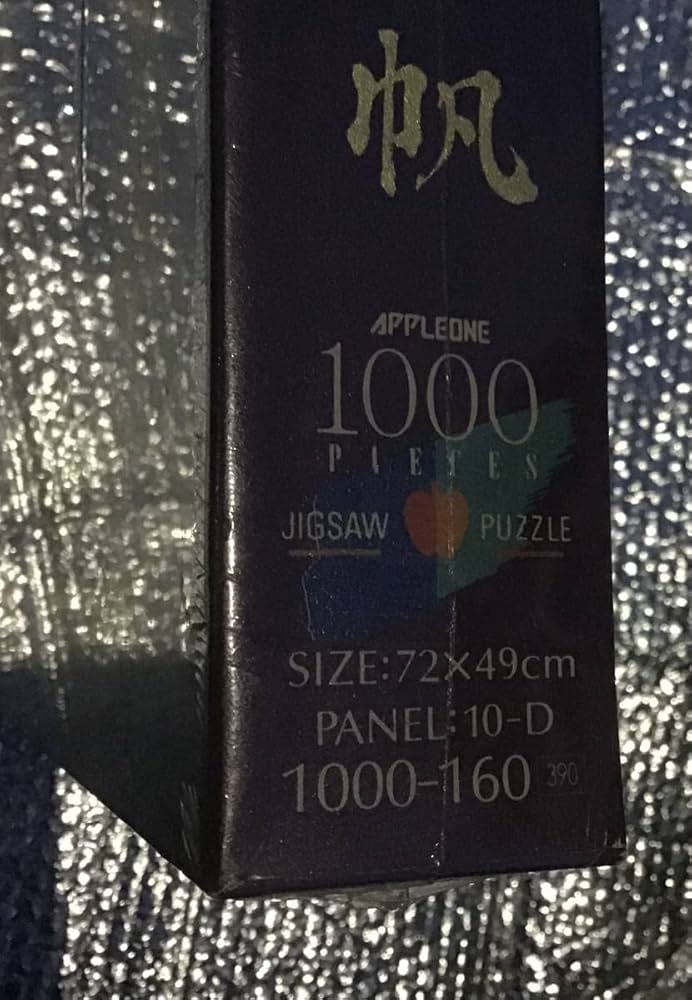 帆
APPLEONE
1000
PIECES
JIGSAW PUZZLE
SIZE:72×49cm
PANEL:10-D
1000-160 390